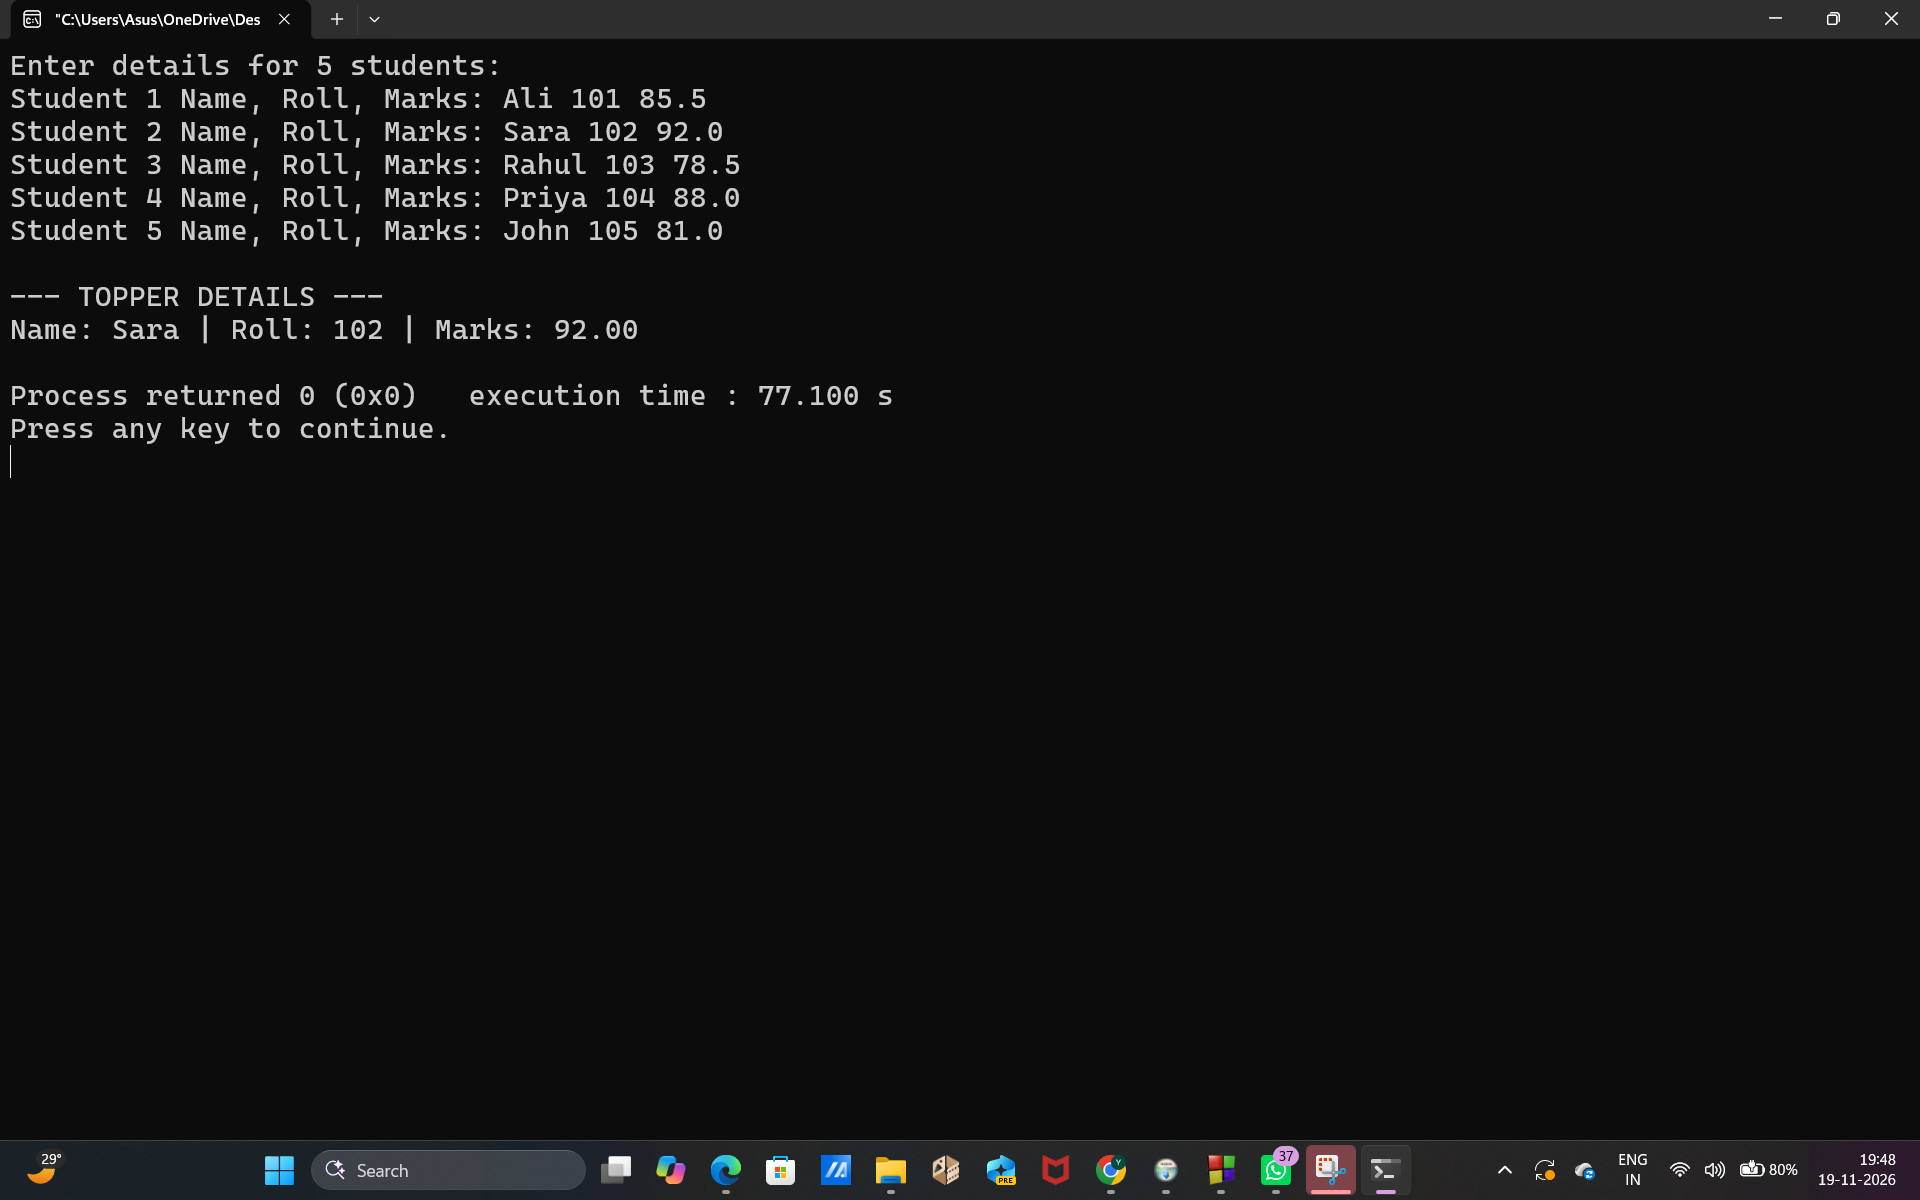 "C:\Users\Asus\OneDrive\Des
Enter details for 5 students:
Student 1 Name, Roll, Marks: Ali 101 85.5
Student 2 Name, Roll, Marks: Sara 102 92.0
Student 3 Name, Roll, Marks: Rahul 103 78.5
Student 4 Name, Roll, Marks: Priya 104 88.0
Student 5 Name, Roll, Marks: John 105 81.0
--- TOPPER DETAILS ---
Name: Sara | Roll: 102 | Marks: 92.00
Process returned 0 (0x0)   execution time : 77.100 s
Press any key to continue.
29°
Search
PRE
Y
37
ENG
IN
80%
19:48
19-11-2026